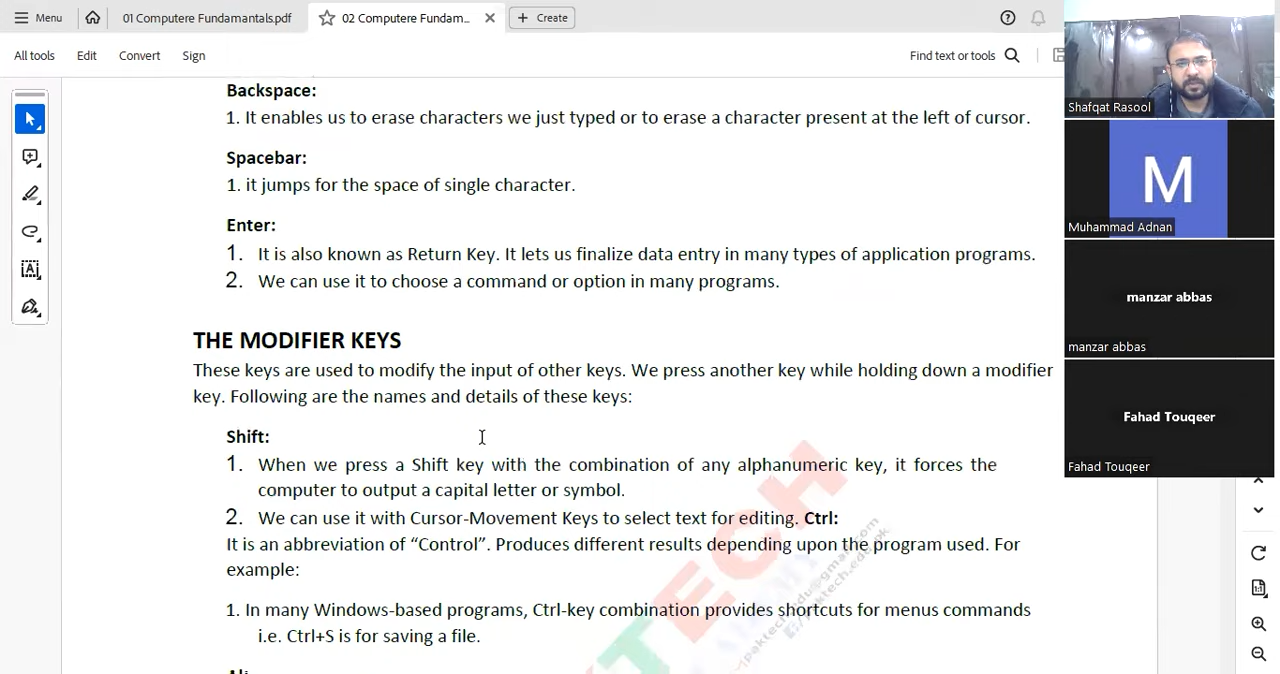 Menu
01 Computere Fundamantals.pdf
02 Computere Fundam...
Create
All tools
Edit
Convert
Sign
Find text or tools
Backspace:
1. It enables us to erase characters we just typed or to erase a character present at the left of cursor.
Spacebar:
1. it jumps for the space of single character.
Enter:
1. It is also known as Return Key. It lets us finalize data entry in many types of application programs.
2. We can use it to choose a command or option in many programs.
THE MODIFIER KEYS
These keys are used to modify the input of other keys. We press another key while holding down a modifier
key. Following are the names and details of these keys:
Shift:
1. When we press a Shift key with the combination of any alphanumeric key, it forces the
computer to output a capital letter or symbol.
2. We can use it with Cursor-Movement Keys to select text for editing. Ctrl:
It is an abbreviation of “Control”. Produces different results depending upon the program used. For
example:
1. In many Windows-based programs, Ctrl-key combination provides shortcuts for menus commands
i.e. Ctrl+S is for saving a file.
TECH
Shafqat Rasool
M
Muhammad Adnan
manzar abbas
manzar abbas
Fahad Touqeer
Fahad Touqeer